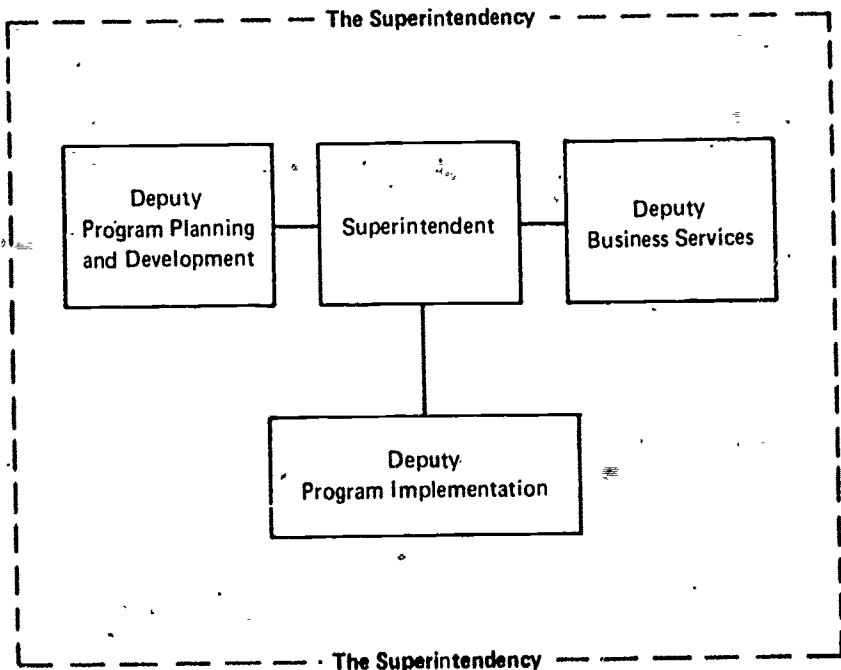 The Superintendency
Deputy
Program Planning
and Development
Superintendent
Deputy
Business Services
Deputy
Program Implementation
The Superintendency